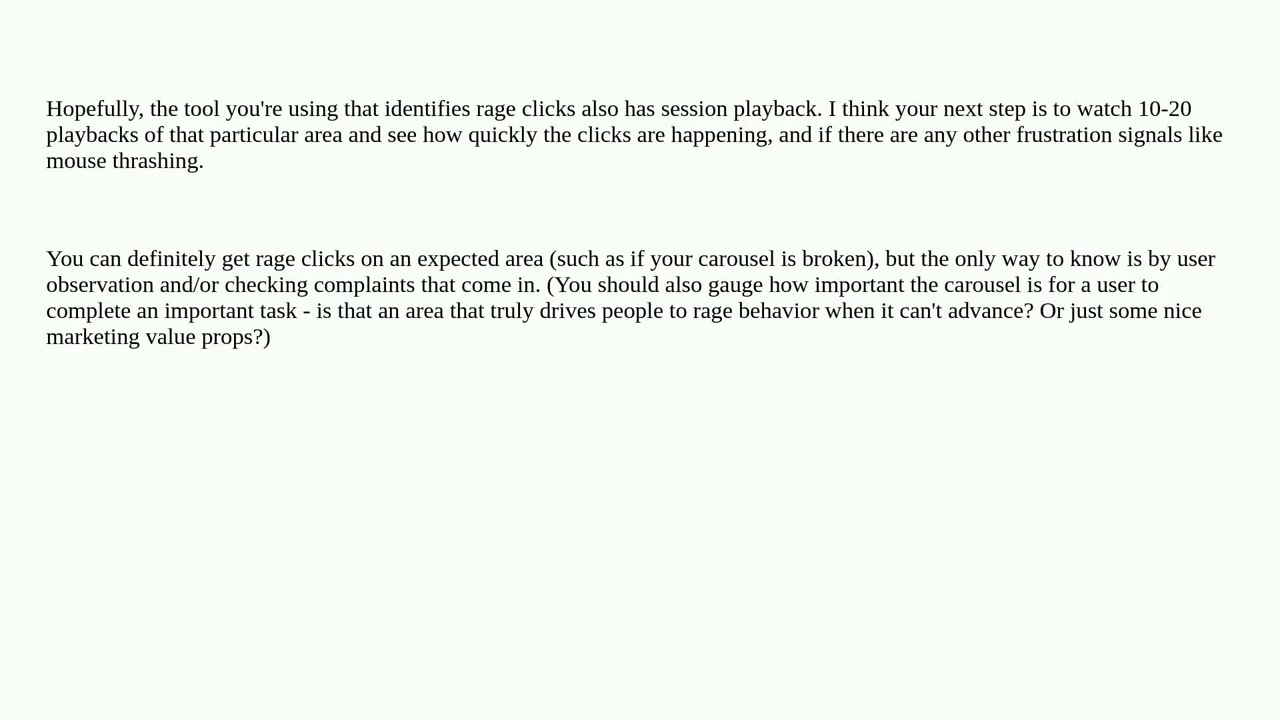 Hopefully, the tool you're using that identifies rage clicks also has session playback. I think your next step is to watch 10-20
playbacks of that particular area and see how quickly the clicks are happening, and if there are any other frustration signals like
mouse thrashing.
You can definitely get rage clicks on an expected area (such as if your carousel is broken), but the only way to know is by user
observation and/or checking complaints that come in. (You should also gauge how important the carousel is for a user to
complete an important task - is that an area that truly drives people to rage behavior when it can't advance? Or just some nice
marketing value props?)